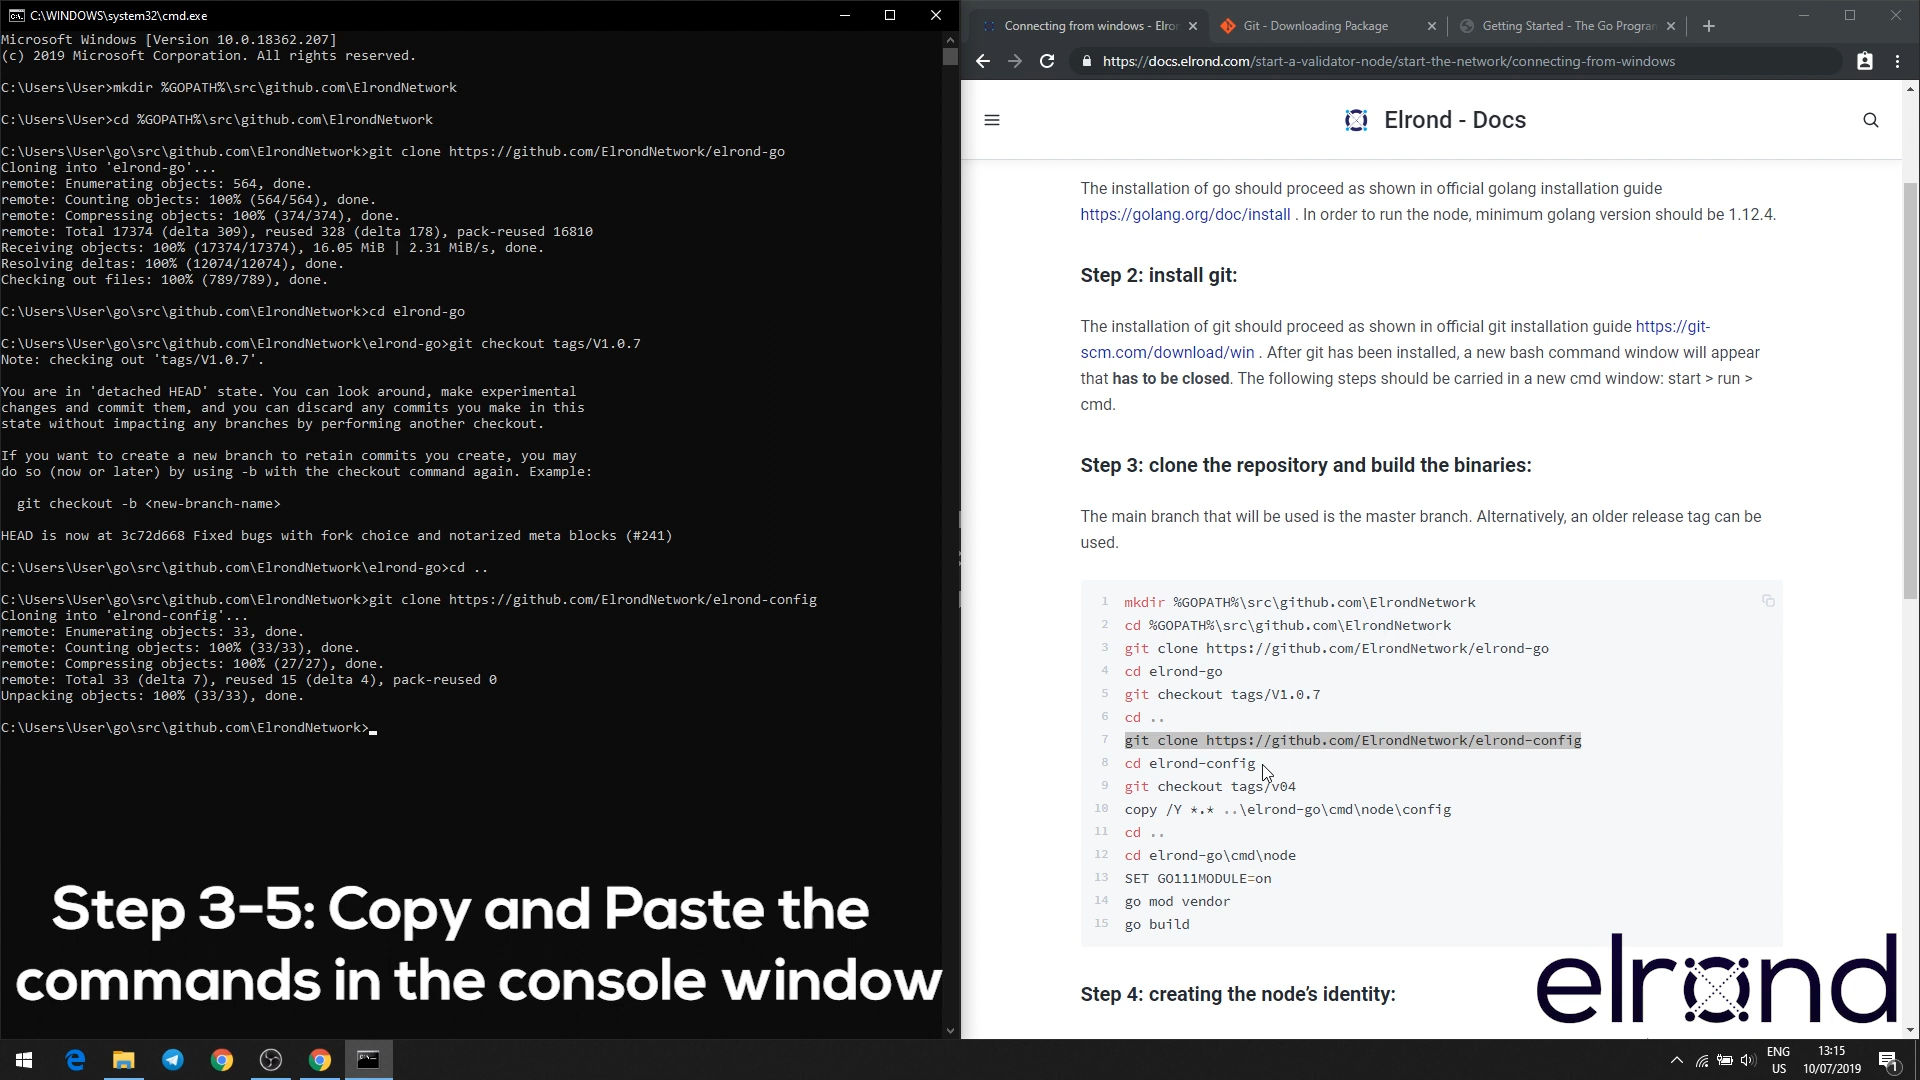 C:\WINDOWS\system32\cmd.exe
Microsoft Windows [Version 10.0.18362.207]
(c) 2019 Microsoft Corporation. All rights reserved.
C:\Users\User>mkdir %GOPATH%\src\github.com\ElrondNetwork
C:\Users\User>cd %GOPATH%\src\github.com\ElrondNetwork
C:\Users\User\go\src\github.com\ElrondNetwork>git clone https://github.com/ElrondNetwork/elrond-go
Cloning into 'elrond-go'...
remote: Enumerating objects: 564, done.
remote: Counting objects: 100% (564/564), done.
remote: Compressing objects: 100% (374/374), done.
remote: Total 17374 (delta 309), reused 328 (delta 178), pack-reused 16810
Receiving objects: 100% (17374/17374), 16.05 MiB | 2.31 MiB/s, done.
Resolving deltas: 100% (12074/12074), done.
Checking out files: 100% (789/789), done.
C:\Users\User\go\src\github.com\ElrondNetwork>cd elrond-go
C:\Users\User\go\src\github.com\ElrondNetwork\elrond-go>git checkout tags/V1.0.7
Note: checking out 'tags/V1.0.7'.
You are in 'detached HEAD' state. You can look around, make experimental
changes and commit them, and you can discard any commits you make in this
state without impacting any branches by performing another checkout.
If you want to create a new branch to retain commits you create, you may
do so (now or later) by using -b with the checkout command again. Example:
git checkout -b <new-branch-name>
HEAD is now at 3c72d668 Fixed bugs with fork choice and notarized meta blocks (#241)
C:\Users\User\go\src\github.com\ElrondNetwork\elrond-go>cd ..
C:\Users\User\go\src\github.com\ElrondNetwork>git clone https://github.com/ElrondNetwork/elrond-config
Cloning into 'elrond-config'...
remote: Enumerating objects: 33, done.
remote: Counting objects: 100% (33/33), done.
remote: Compressing objects: 100% (27/27), done.
remote: Total 33 (delta 7), reused 15 (delta 4), pack-reused 0
Unpacking objects: 100% (33/33), done.
C:\Users\User\go\src\github.com\ElrondNetwork>_
Step 3-5: Copy and Paste the
commands in the console window
Connecting from windows - Elro
Git - Downloading Package
Getting Started - The Go Progra
https://docs.elrond.com/start-a-validator-node/start-the-network/connecting-from-windows
Elrond - Docs
The installation of go should proceed as shown in official golang installation guide
https://golang.org/doc/install . In order to run the node, minimum golang version should be 1.12.4.
Step 2: install git:
The installation of git should proceed as shown in official git installation guide https://git-
scm.com/download/win . After git has been installed, a new bash command window will appear
that has to be closed. The following steps should be carried in a new cmd window: start > run >
cmd.
Step 3: clone the repository and build the binaries:
The main branch that will be used is the master branch. Alternatively, an older release tag can be
used.
1 mkdir %GOPATH%\src\github.com\ElrondNetwork
2 cd %GOPATH%\src\github.com\ElrondNetwork
3 git clone https://github.com/ElrondNetwork/elrond-go
4 cd elrond-go
5 git checkout tags/V1.0.7
6 cd ..
7 git clone https://github.com/ElrondNetwork/elrond-config
8 cd elrond-config
9 git checkout tags/v04
10 copy /Y *.* ..\elrond-go\cmd\node\config
11 cd ..
12 cd elrond-go\cmd\node
13 SET GO111MODULE=on
14 go mod vendor
15 go build
Step 4: creating the node's identity:
elrond
ENG
US
13:15
10/07/2019
1